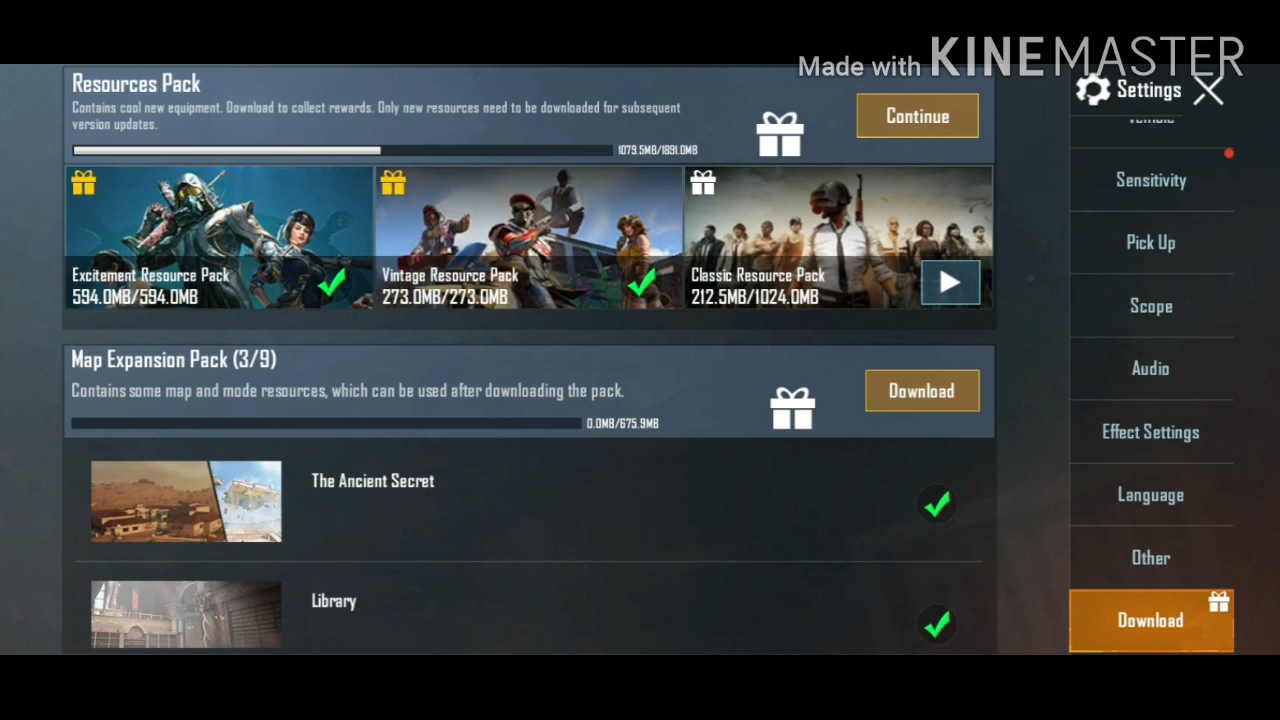 Made with KINEMASTER
Resources Pack
Contains cool new equipment. Download to collect rewards. Only new resources need to be downloaded for subsequent
version updates.
1079.5MB/1891.0MB
Continue
Excitement Resource Pack
594.0MB/594.0MB
Vintage Resource Pack
273.0MB/273.0MB
Classic Resource Pack
212.5MB/1024.0MB
Map Expansion Pack (3/9)
Contains some map and mode resources, which can be used after downloading the pack.
0.0MB/675.9MB
Download
The Ancient Secret
Library
Settings
Sensitivity
Pick Up
Scope
Audio
Effect Settings
Language
Other
Download